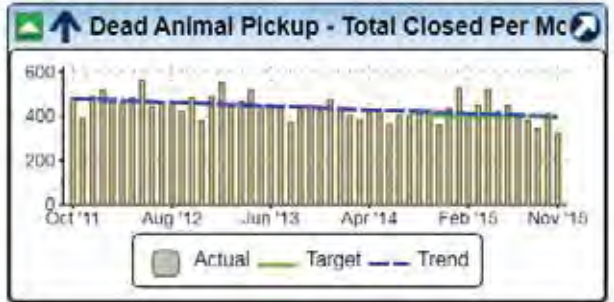 Dead Animal Pickup - Total Closed Per Mo
600
400
200
0
Oct '11 Aug '12 Jun '13 Apr '14 Feb '15 Nov '15
Actual Target Trend